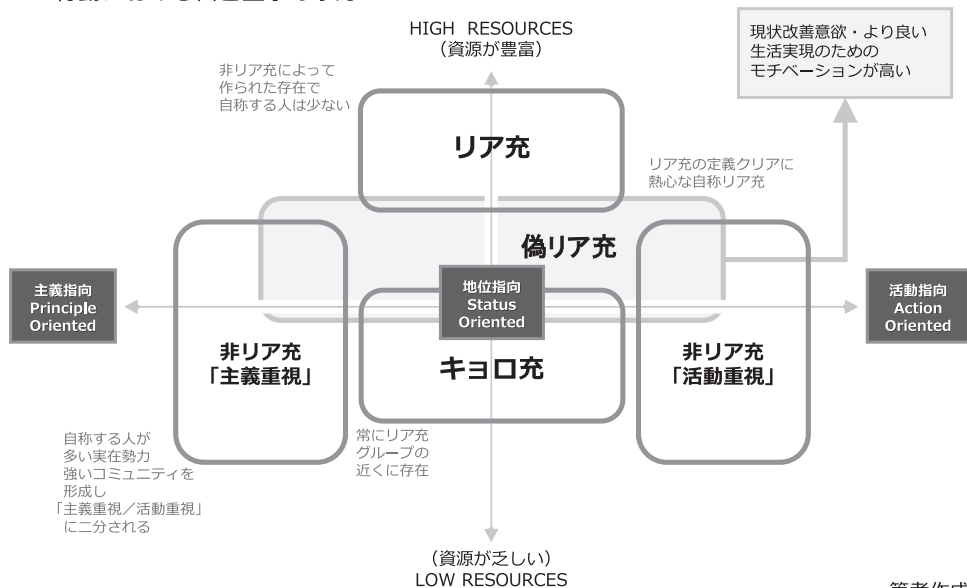 HIGH RESOURCES
（資源が豊富）
現状改善意欲・より良い
生活実現のための
モチベーションが高い
非リア充によって
作られた存在で
自称する人は少ない
リア充
リア充の定義クリアに
熱心な自称リア充
偽リア充
主義指向
Principle
Oriented
地位指向
Status
Oriented
活動指向
Action
Oriented
非リア充
「主義重視」
キョロ充
非リア充
「活動重視」
自称する人が
多い実在勢力
強いコミュニティを
形成し
「主義重視／活動重視」
に二分される
常にリア充
グループの
近くに存在
（資源が乏しい）
LOW RESOURCES